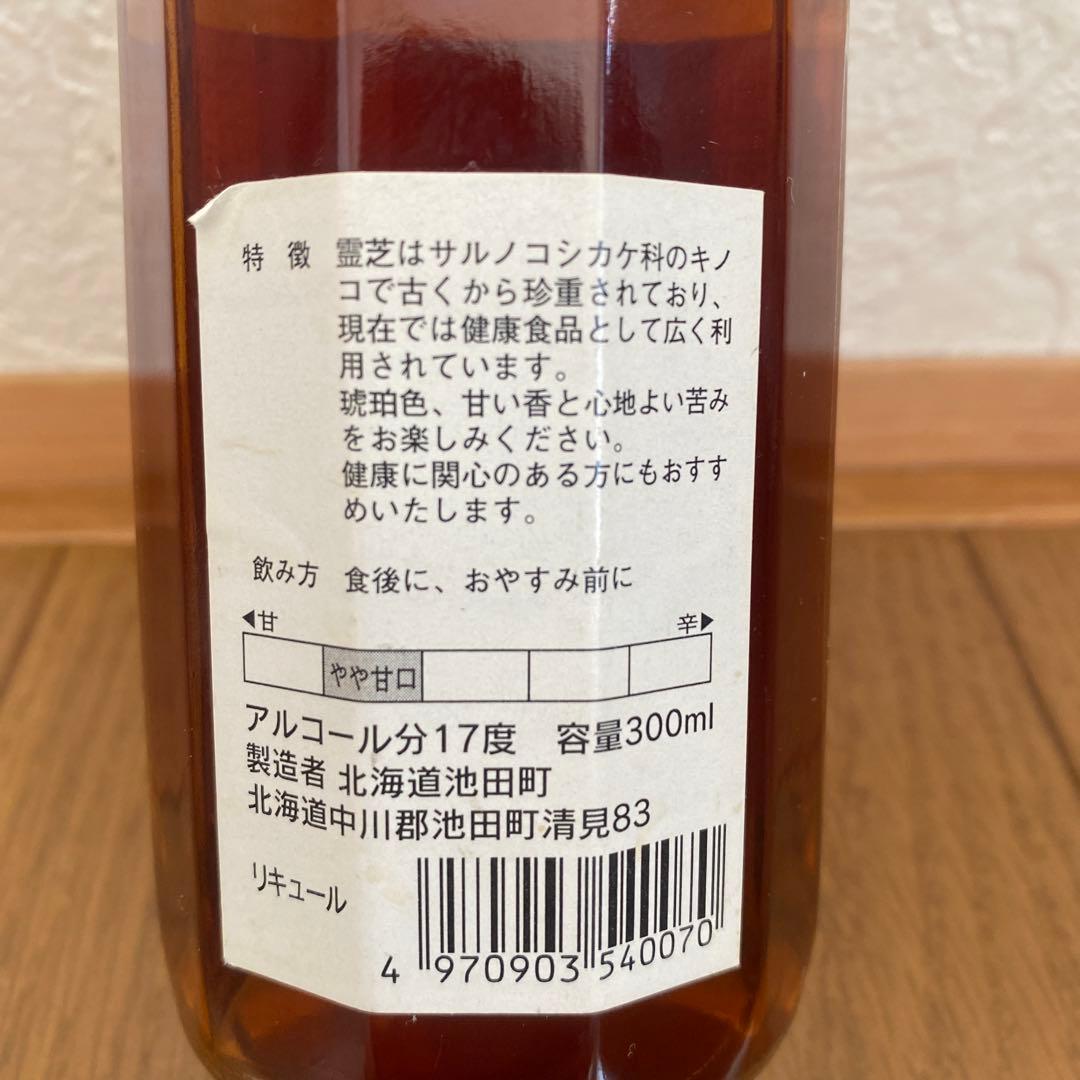 特 徴 霊芝はサルノコシカケ科のキノ
コで古くから珍重されており、
現在では健康食品として広く利
用されています。
琥珀色、甘い香と心地よい苦み
をお楽しみください。
健康に関心のある方にもおすす
めいたします。
飲み方 食後に、おやすみ前に
◀甘 辛▶
やや甘口
アルコール分17度 容量300ml
製造者 北海道池田町
北海道中川郡池田町清見83
リキュール
4 970903 540070